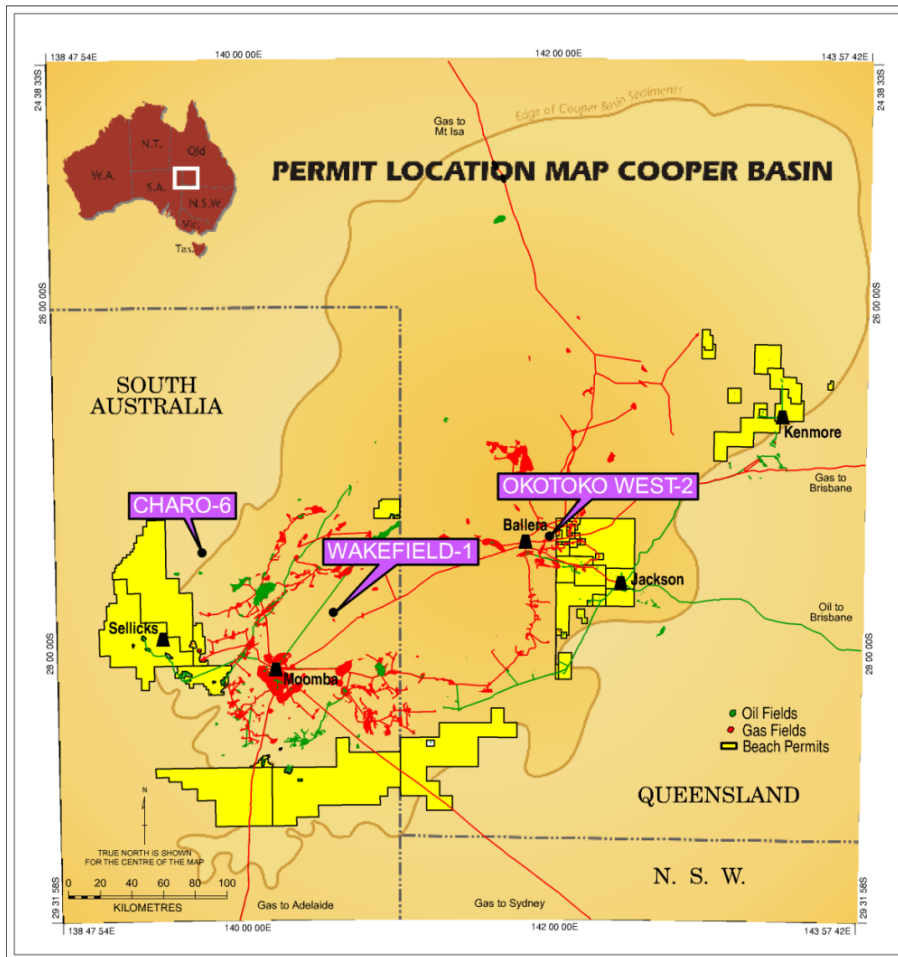 138 47 54E
140 00 00E
142 00 00E
143 57 42E
24 38 33S
24 38 33S
Edge of Cooper Basin Sediments
Gas to
Mt Isa
N.T.
Qld
W.A.
S.A.
N.S.W.
Vic.
Tas.
PERMIT LOCATION MAP COOPER BASIN
26 00 00S
26 00 00S
SOUTH
AUSTRALIA
Kenmore
Gas to
Brisbane
OKOTOKO WEST-2
CHARO-6
Ballera
WAKEFIELD-1
Jackson
Oil to
Brisbane
Sellicks
28 00 00S
28 00 00S
Moomba
Oil Fields
Gas Fields
Beach Permits
QUEENSLAND
N
TRUE NORTH IS SHOWN
FOR THE CENTRE OF THE MAP
N. S. W.
0 20 40 60 80 100
KILOMETRES
Gas to Adelaide
Gas to Sydney
29 31 58S
29 31 58S
138 47 54E
140 00 00E
142 00 00E
143 57 42E